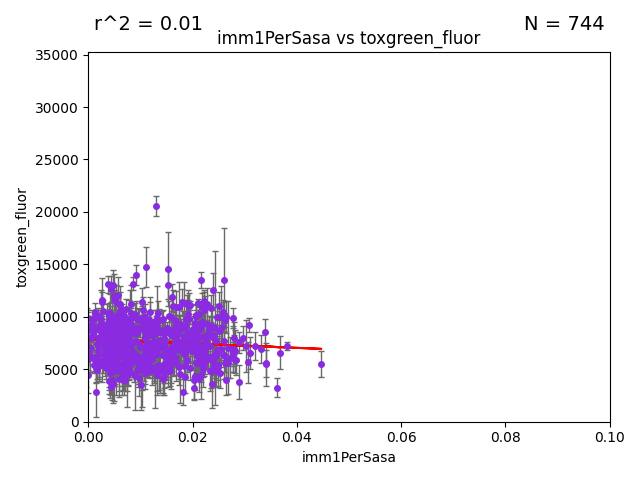 r^2 = 0.01
N = 744
imm1PerSasa vs toxgreen_fluor
35000
30000
25000
20000
15000
10000
5000
0
toxgreen_fluor
0.00
0.02
0.04
0.06
0.08
0.10
imm1PerSasa